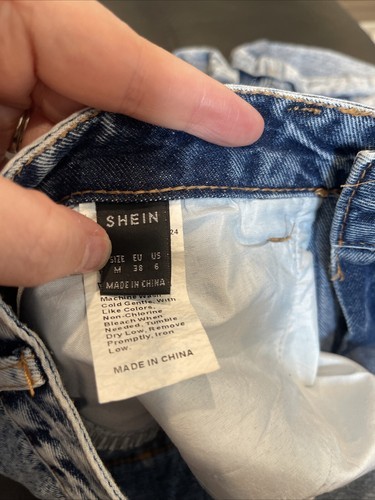 SHEIN
24
SIZE EU US
M 38 6
MADE IN CHINA
Machine Wash
Cold Gentle, With
Like Colors,
Non-Chlorine
Bleach When
Needed, Tumble
Dry Low, Remove
Promptly, Iron
Low.
MADE IN CHINA